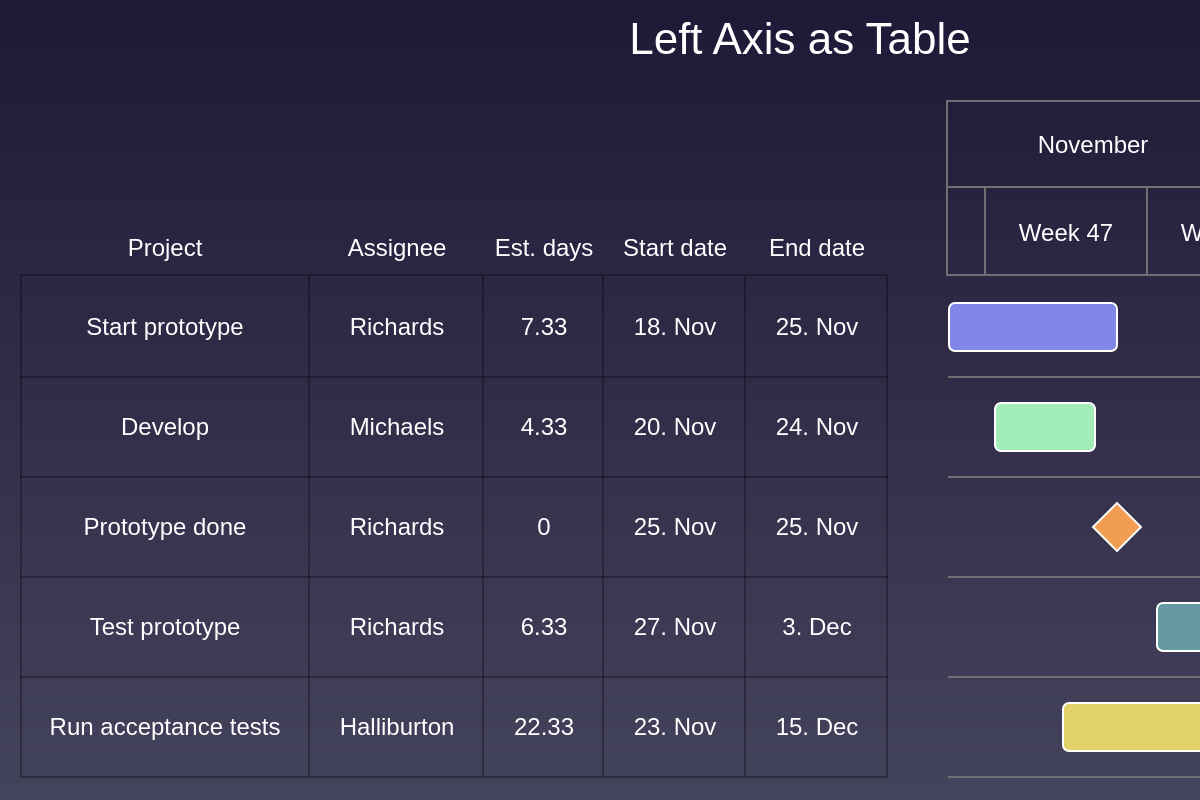 Left Axis as Table
November
Week 47
Project Assignee Est. days Start date End date
Start prototype Richards 7.33 18. Nov 25. Nov
Develop Michaels 4.33 20. Nov 24. Nov
Prototype done Richards 0 25. Nov 25. Nov
Test prototype Richards 6.33 27. Nov 3. Dec
Run acceptance tests Halliburton 22.33 23. Nov 15. Dec